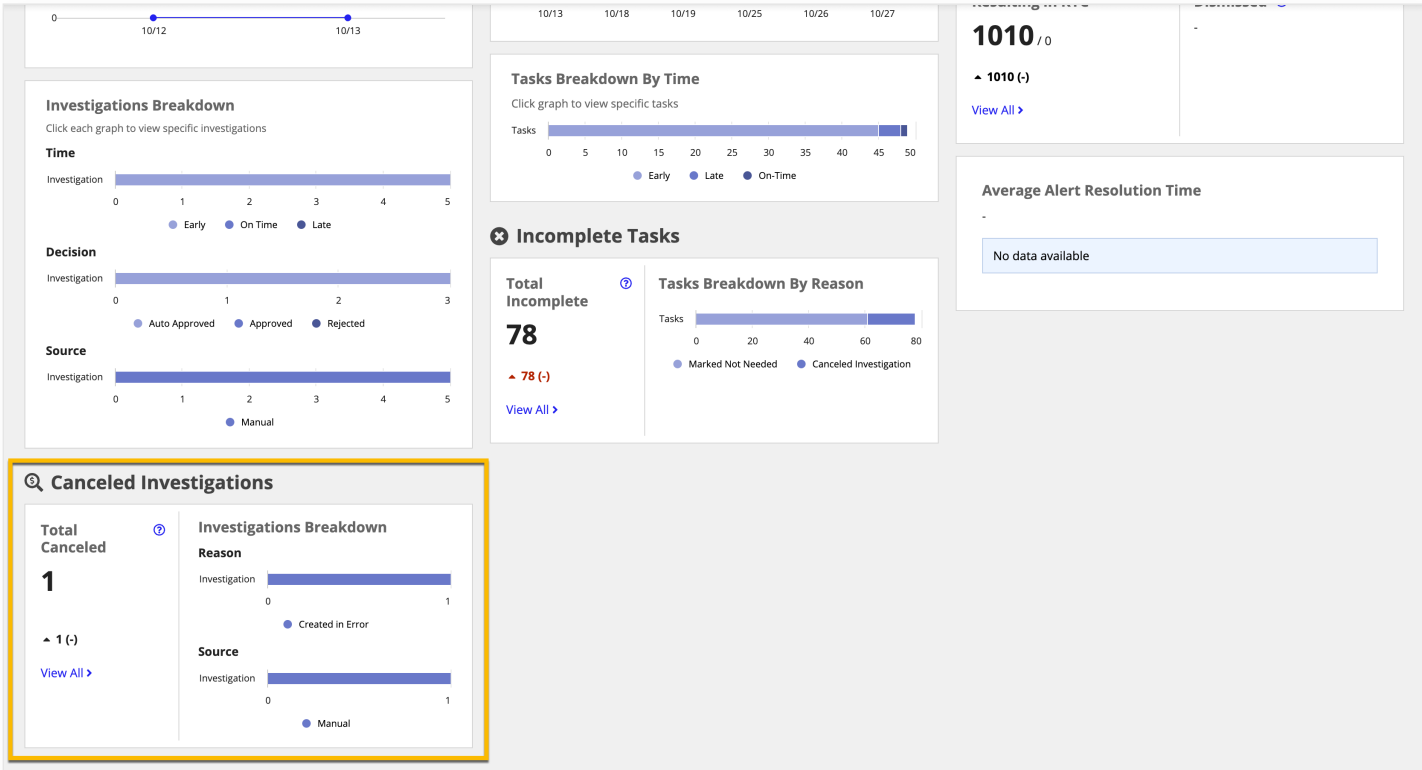 0
10/12 10/13
Investigations Breakdown
Click each graph to view specific investigations
Time
Investigation
0 1 2 3 4 5
Early On Time Late
Decision
Investigation
0 1 2 3
Auto Approved Approved Rejected
Source
Investigation
0 1 2 3 4 5
Manual
Canceled Investigations
Total
Canceled
1
1 (-)
View All
Investigations Breakdown
Reason
Investigation
0 1
Created in Error
Source
Investigation
0 1
Manual
10/13 10/18 10/19 10/25 10/26 10/27
Tasks Breakdown By Time
Click graph to view specific tasks
Tasks
0 5 10 15 20 25 30 35 40 45 50
Early Late On-Time
Incomplete Tasks
Total
Incomplete
78
78 (-)
View All
Tasks Breakdown By Reason
Tasks
0 20 40 60 80
Marked Not Needed Canceled Investigation
1010 / 0
1010 (-)
View All
Dismissed
-
Average Alert Resolution Time
-
No data available